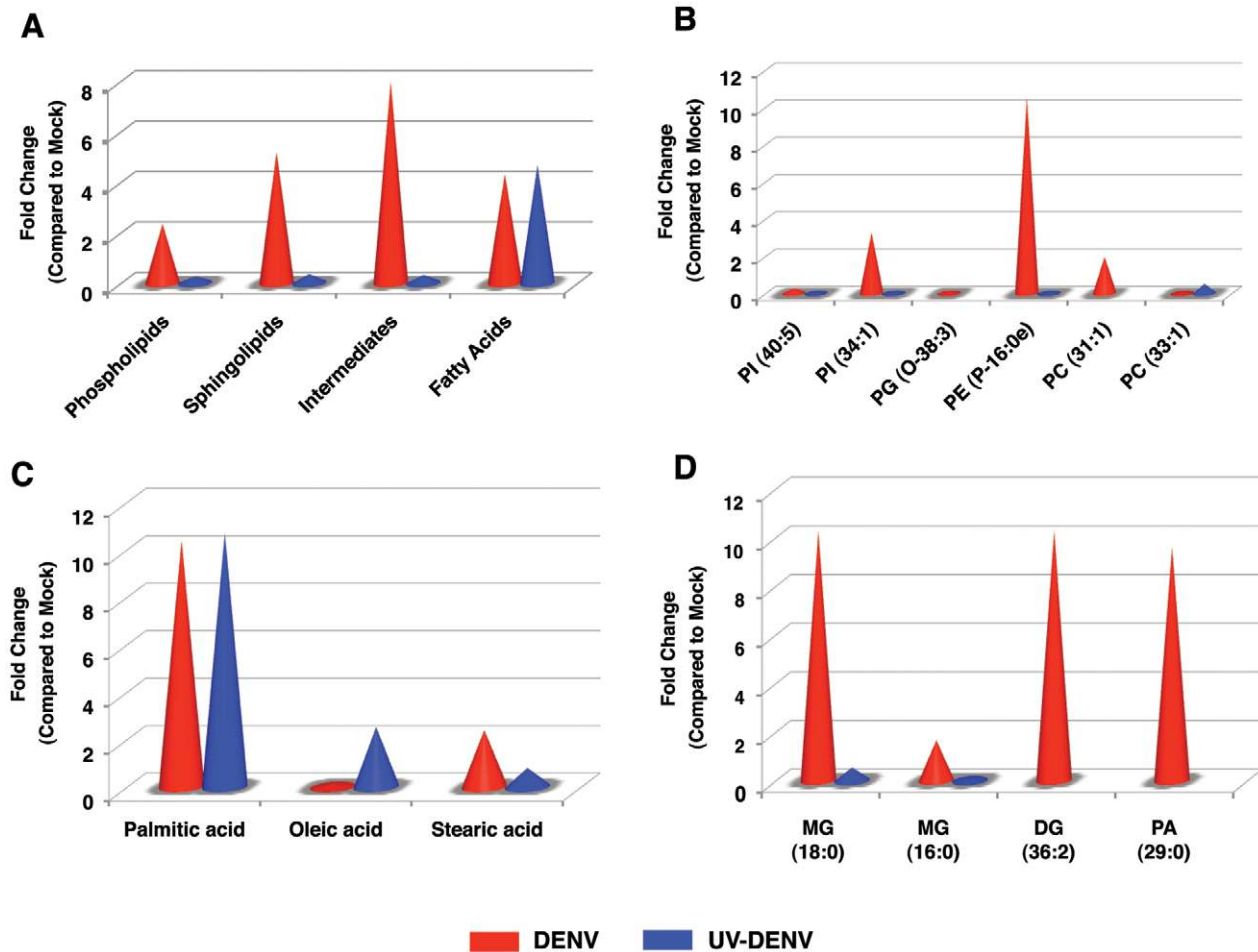 A
Fold Change
(Compared to Mock)
8
6
4
2
0
Phospholipids
Sphingolipids
Intermediates
Fatty Acids
B
Fold Change
(Compared to Mock)
12
10
8
6
4
2
0
PI (40:5)
PI (34:1)
PG (O-38:3)
PE (P-16:0e)
PC (31:1)
PC (33:1)
C
Fold Change
(Compared to Mock)
12
10
8
6
4
2
0
Palmitic acid
Oleic acid
Stearic acid
D
Fold Change
(Compared to Mock)
12
10
8
6
4
2
0
MG
(18:0)
MG
(16:0)
DG
(36:2)
PA
(29:0)
DENV
UV-DENV